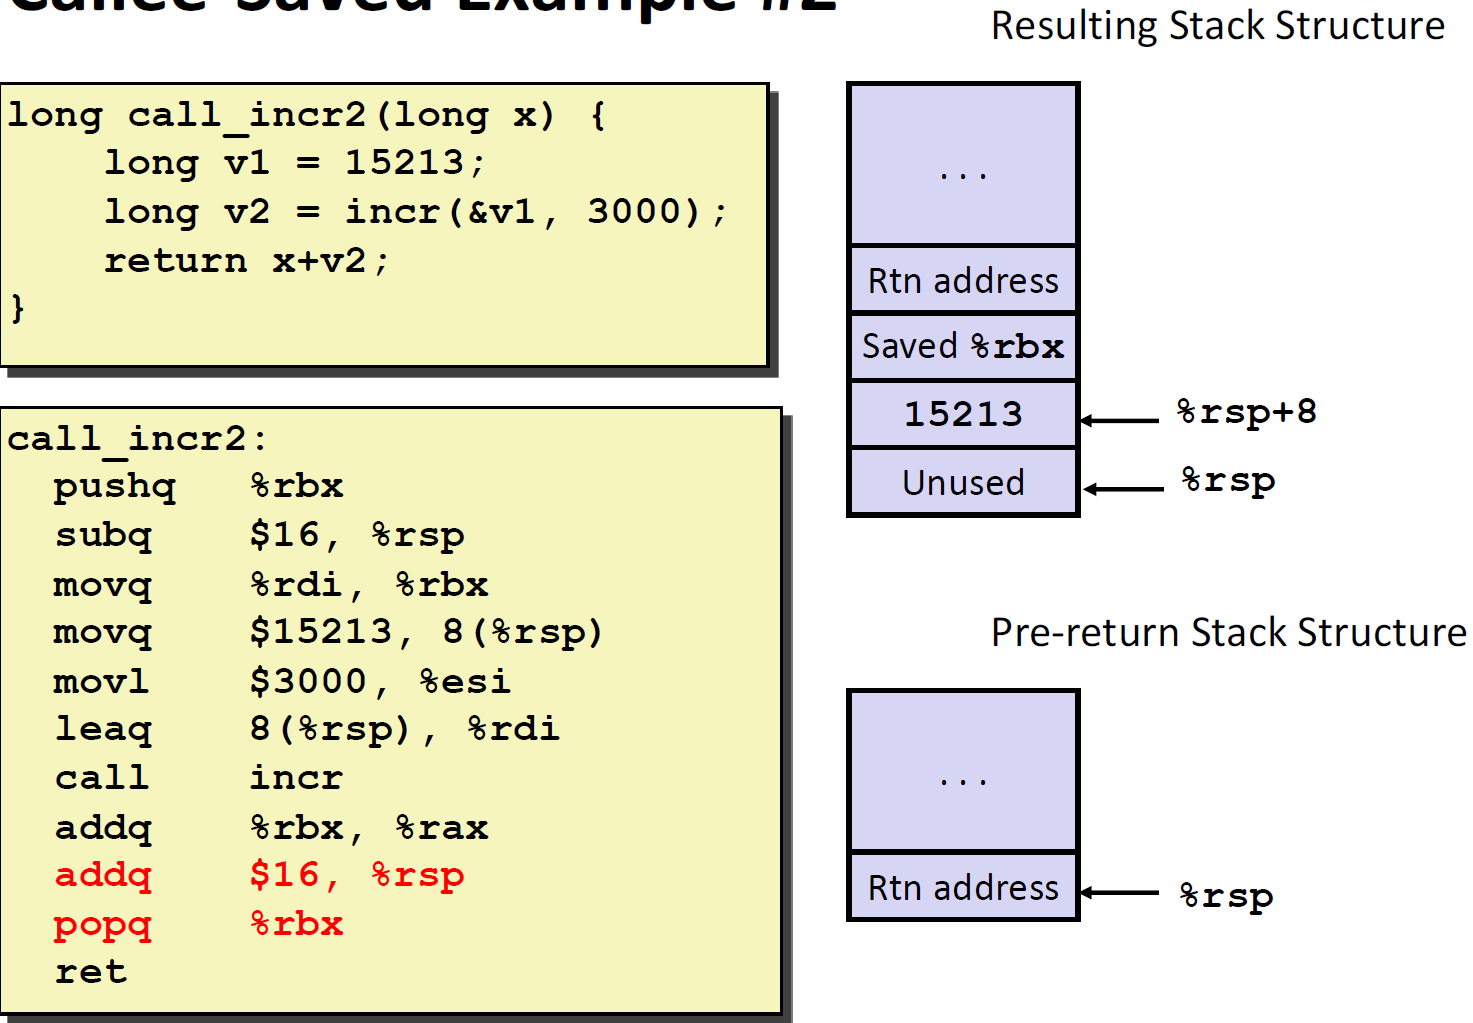 Callee-Saved Example #2
Resulting Stack Structure
long call_incr2(long x) {
    long v1 = 15213;
    long v2 = incr(&v1, 3000);
    return x+v2;
}
call_incr2:
  pushq   %rbx
  subq    $16, %rsp
  movq    %rdi, %rbx
  movq    $15213, 8(%rsp)
  movl    $3000, %esi
  leaq    8(%rsp), %rdi
  call    incr
  addq    %rbx, %rax
  addq    $16, %rsp
  popq    %rbx
  ret
. . .
Rtn address
Saved %rbx
15213
%rsp+8
Unused
%rsp
Pre-return Stack Structure
. . .
Rtn address
%rsp